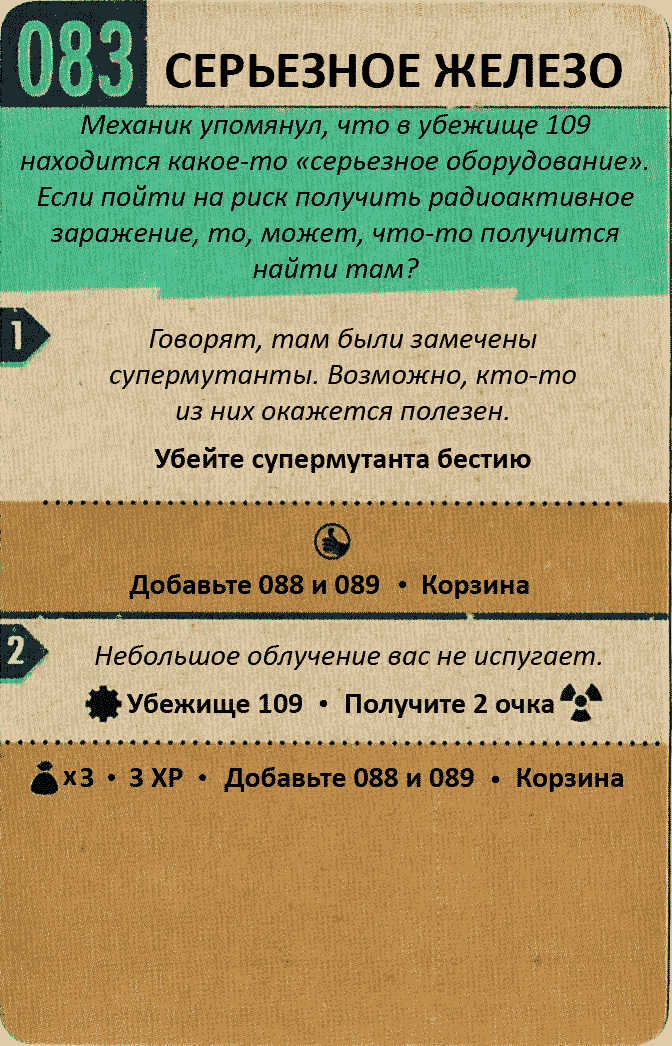 083
СЕРЬЕЗНОЕ ЖЕЛЕЗО
Механик упомянул, что в убежище 109
находится какое-то «серьезное оборудование».
Если пойти на риск получить радиоактивное
заражение, то, может, что-то получится
найти там?
1
Говорят, там были замечены
супермутанты. Возможно, кто-то
из них окажется полезен.
Убейте супермутанта бестию
Добавьте 088 и 089 • Корзина
2
Небольшое облучение вас не испугает.
Убежище 109 • Получите 2 очка
x3 • 3 XP • Добавьте 088 и 089 • Корзина